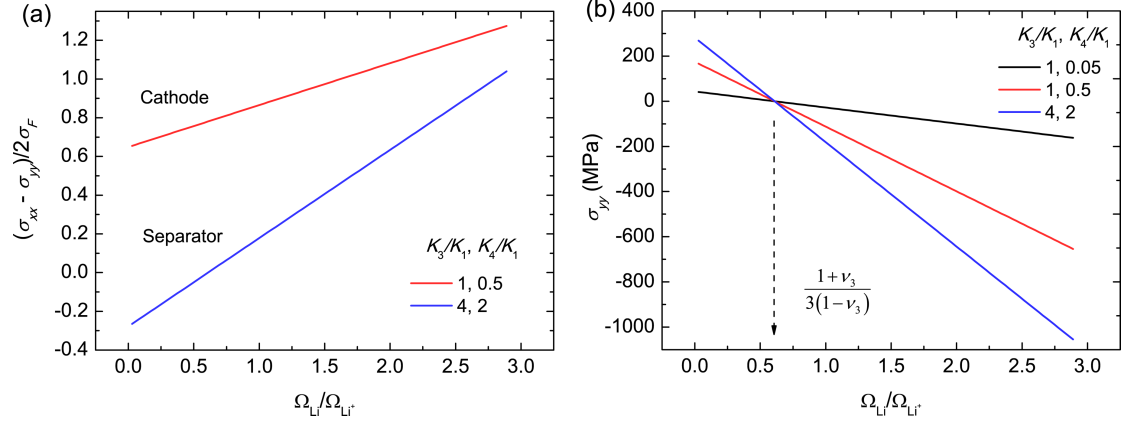 (a)
1.2
1.0
0.8
0.6
0.4
0.2
0.0
-0.2
-0.4
(σxx - σyy)/2σF
Cathode
Separator
K3/K1, K4/K1
1, 0.5
4, 2
0.0 0.5 1.0 1.5 2.0 2.5 3.0
ΩLi/ΩLi+
(b)
400
200
0
-200
-400
-600
-800
-1000
σyy (MPa)
K3/K1, K4/K1
1, 0.05
1, 0.5
4, 2
1+ν3
3(1−ν3)
0.0 0.5 1.0 1.5 2.0 2.5 3.0
ΩLi/ΩLi+